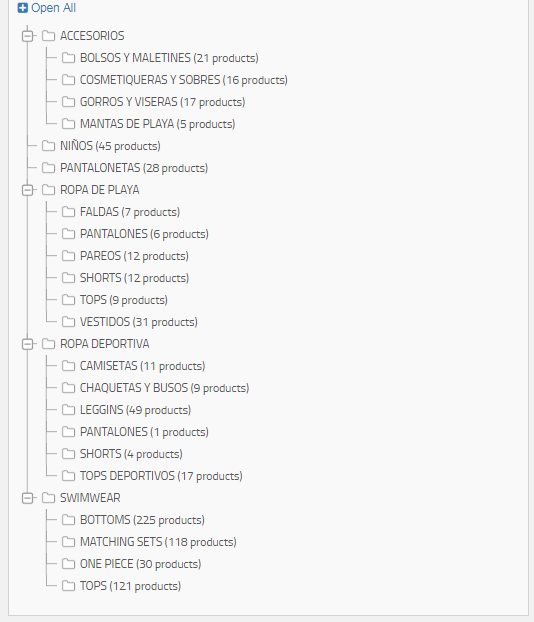 Open All
ACCESORIOS
BOLSOS Y MALETINES (21 products)
COSMETIQUERAS Y SOBRES (16 products)
GORROS Y VISERAS (17 products)
MANTAS DE PLAYA (5 products)
NIÑOS (45 products)
PANTALONETAS (28 products)
ROPA DE PLAYA
FALDAS (7 products)
PANTALONES (6 products)
PAREOS (12 products)
SHORTS (12 products)
TOPS (9 products)
VESTIDOS (31 products)
ROPA DEPORTIVA
CAMISETAS (11 products)
CHAQUETAS Y BUSOS (9 products)
LEGGINS (49 products)
PANTALONES (1 products)
SHORTS (4 products)
TOPS DEPORTIVOS (17 products)
SWIMWEAR
BOTTOMS (225 products)
MATCHING SETS (118 products)
ONE PIECE (30 products)
TOPS (121 products)